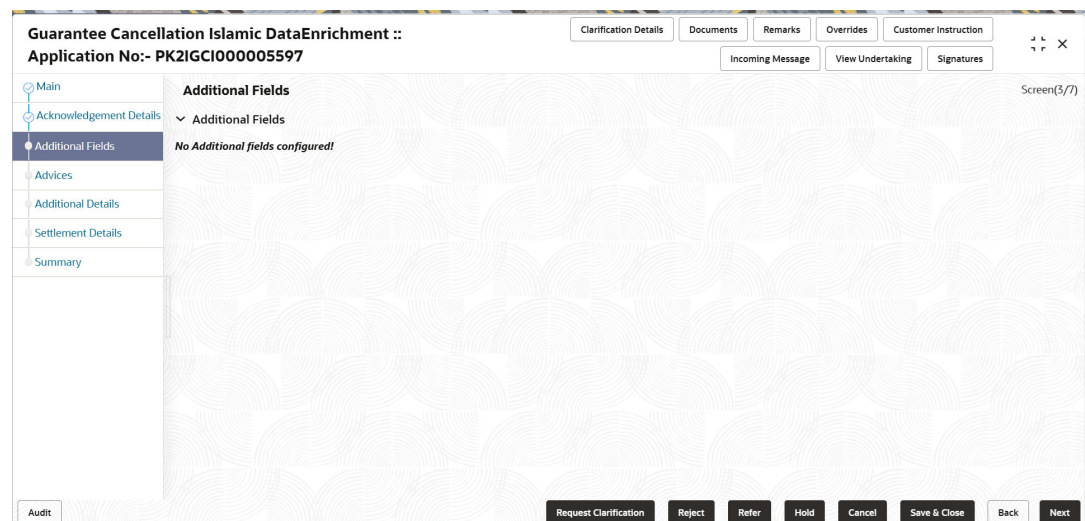 Guarantee Cancellation Islamic DataEnrichment ::
Application No:- PK2IGCI000005597
Clarification Details Documents Remarks Overrides Customer Instruction
Incoming Message View Undertaking Signatures
Main
Acknowledgement Details
Additional Fields
Advices
Additional Details
Settlement Details
Summary
Additional Fields
Screen(3/7)
Additional Fields
No Additional fields configured!
Audit Request Clarification Reject Refer Hold Cancel Save & Close Back Next